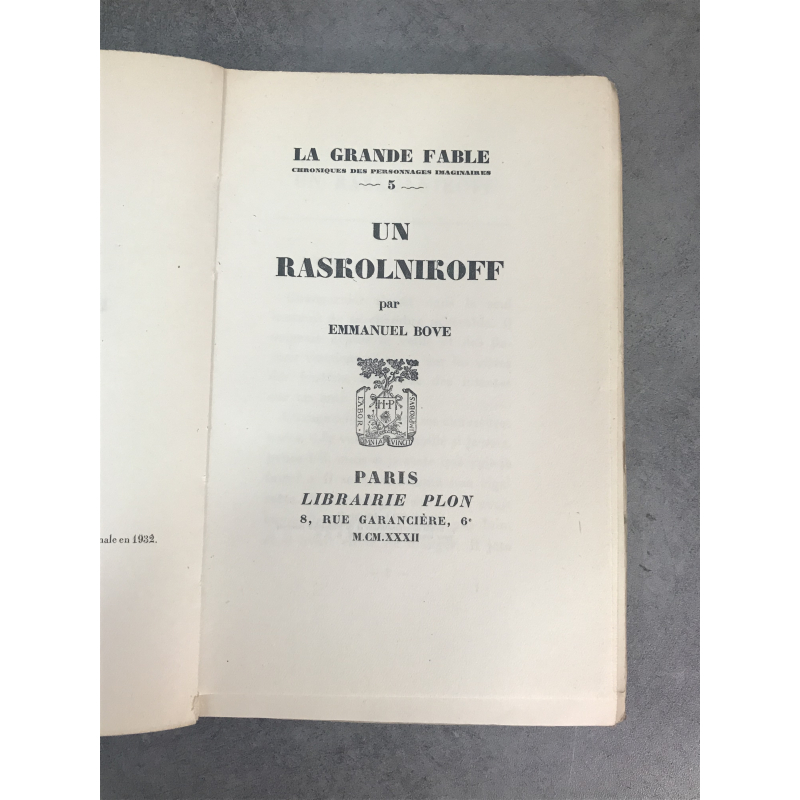 nale en 1932.
LA GRANDE FABLE
CHRONIQUES DES PERSONNAGES IMAGINAIRES
5
UN
RASKOLNIKOFF
par
EMMANUEL BOVE
H·P
LABOR
PARIS
LIBRAIRIE PLON
8, RUE GARANCIÈRE, 6e
M.CM.XXXII